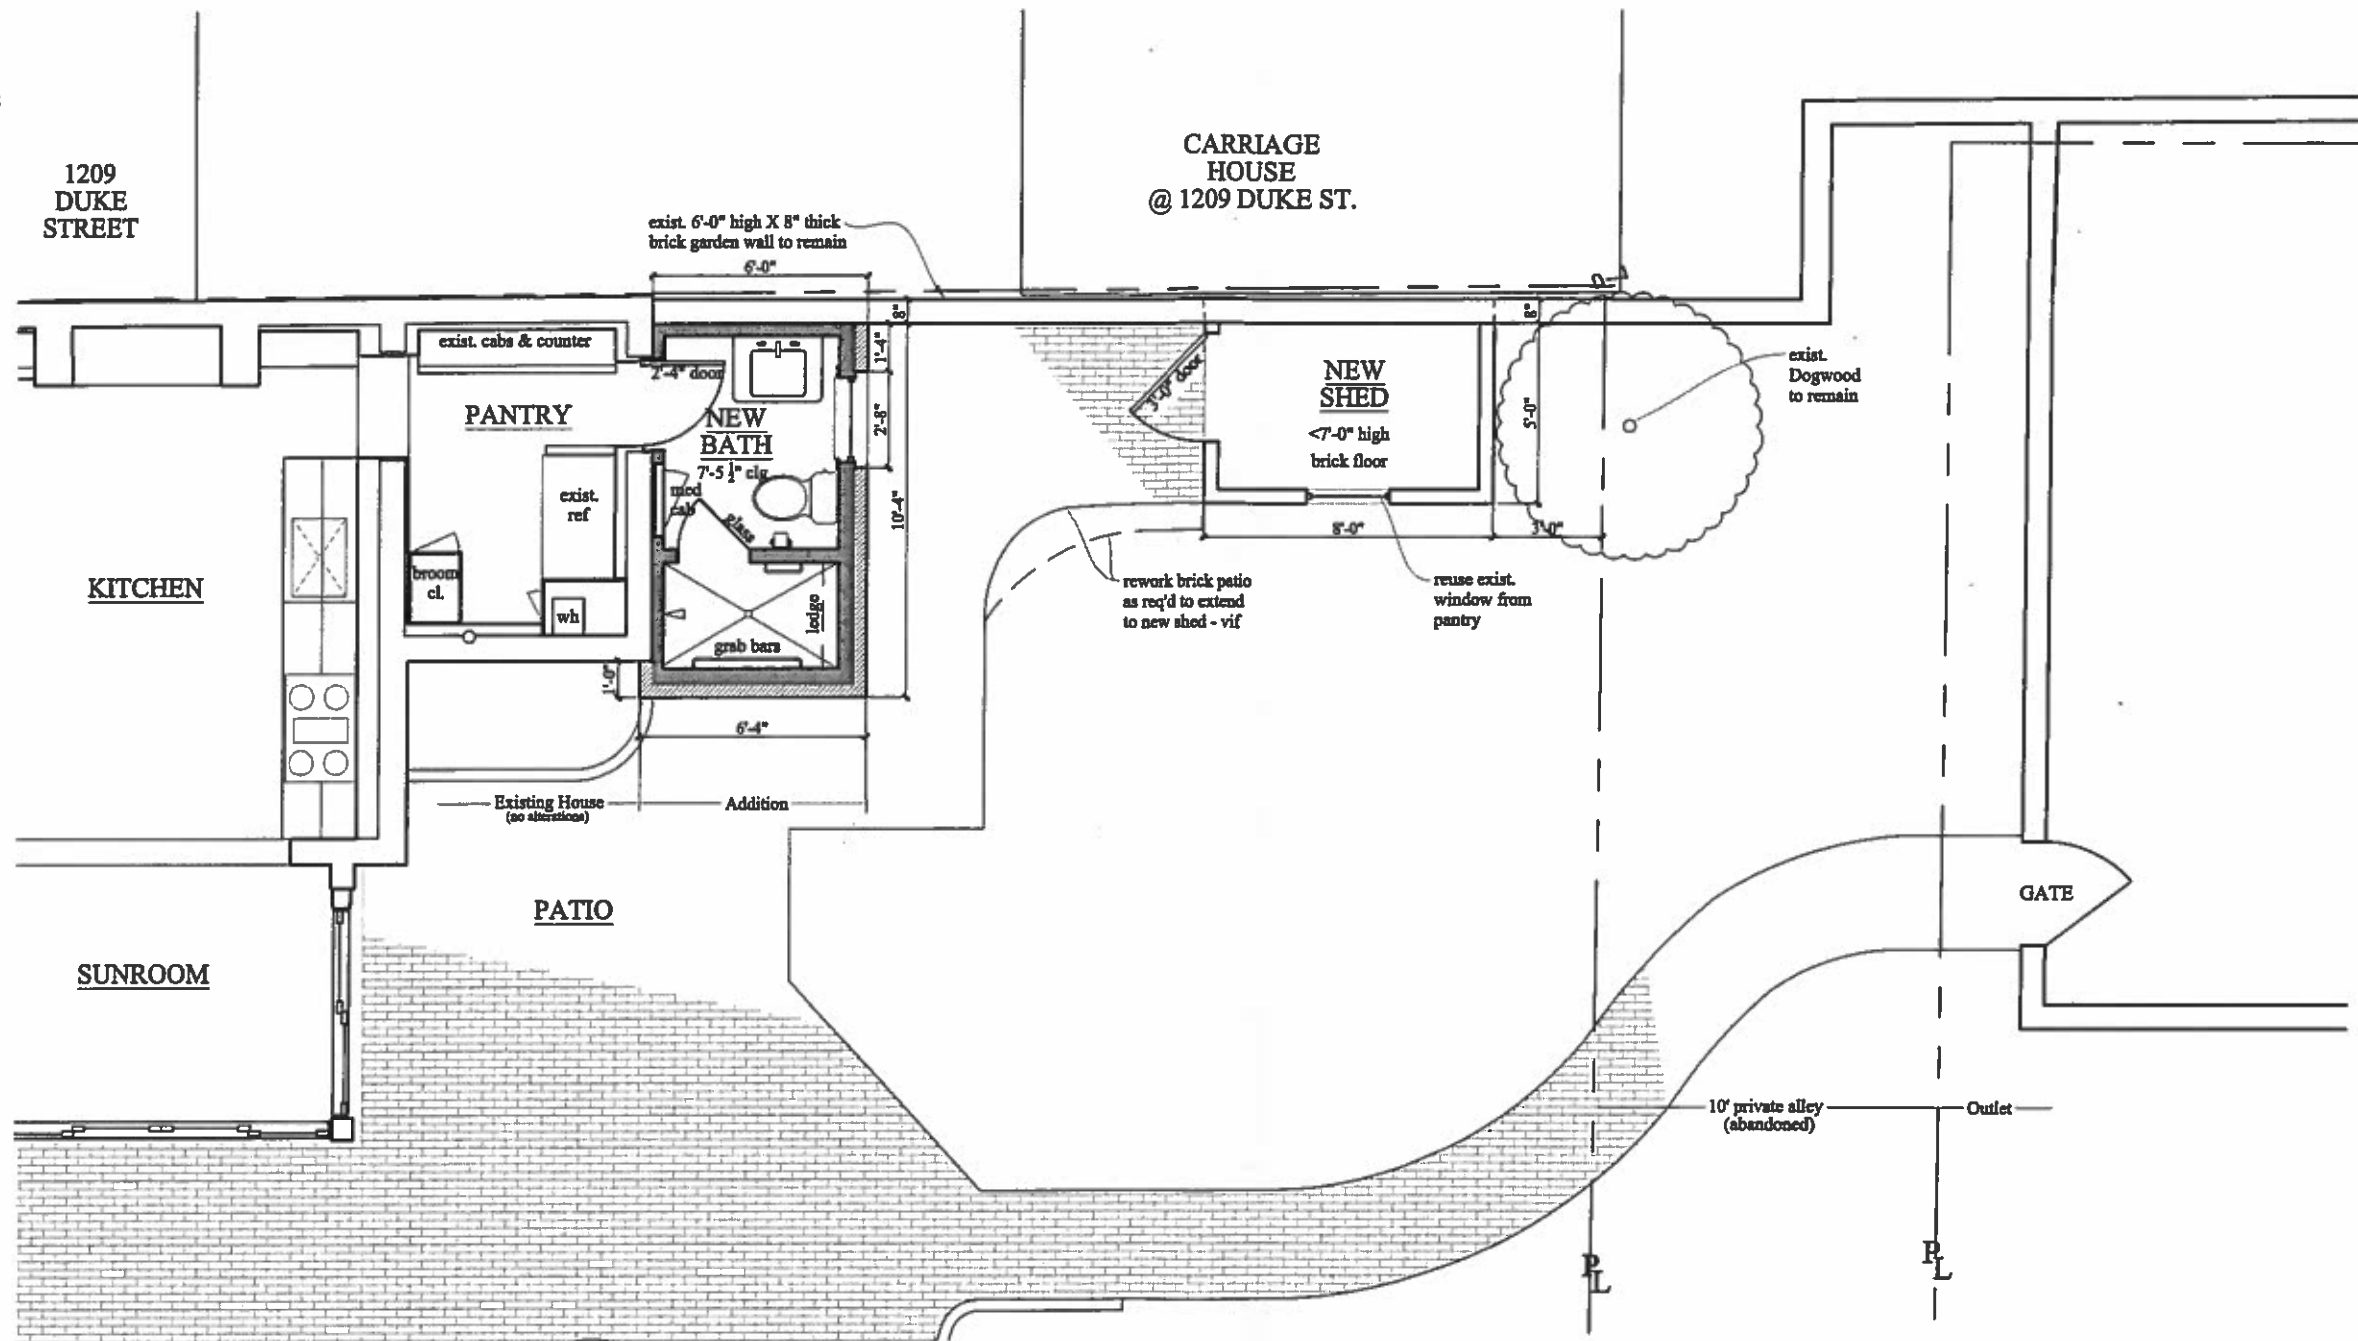 1209
DUKE
STREET
CARRIAGE
HOUSE
@ 1209 DUKE ST.
exist. 6'-0" high X 8" thick
brick garden wall to remain
6'-0"
8"
8"
exist. cabs & counter
1'-4"
2'-4" door
PANTRY
NEW
BATH
7'-5 ½" clg
2'-8"
3'-0" door
NEW
SHED
<7'-0" high
brick floor
5'-0"
exist.
Dogwood
to remain
exist.
ref
med
cab
glass
10'-4"
8'-0"
3'-0"
KITCHEN
broom
cl.
wh
ledge
grab bars
rework brick patio
as req'd to extend
to new shed - vif
reuse exist.
window from
pantry
1'-0"
6'-4"
Existing House
(no alterations)
Addition
PATIO
GATE
SUNROOM
10' private alley
(abandoned)
Outlet
PL
PL